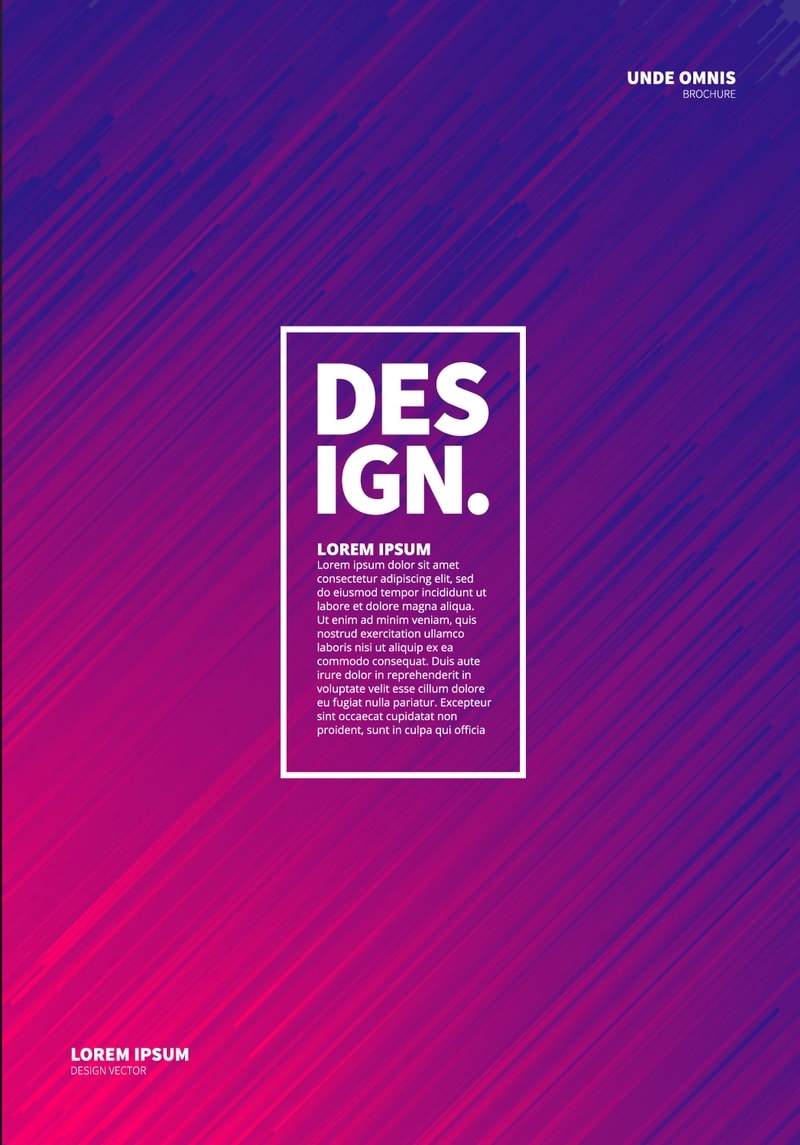 UNDE OMNIS
BROCHURE
DES
IGN.
LOREM IPSUM
Lorem ipsum dolor sit amet
consectetur adipiscing elit, sed
do eiusmod tempor incididunt ut
labore et dolore magna aliqua.
Ut enim ad minim veniam, quis
nostrud exercitation ullamco
laboris nisi ut aliquip ex ea
commodo consequat. Duis aute
irure dolor in reprehenderit in
voluptate velit esse cillum dolore
eu fugiat nulla pariatur. Excepteur
sint occaecat cupidatat non
proident, sunt in culpa qui officia
LOREM IPSUM
DESIGN VECTOR